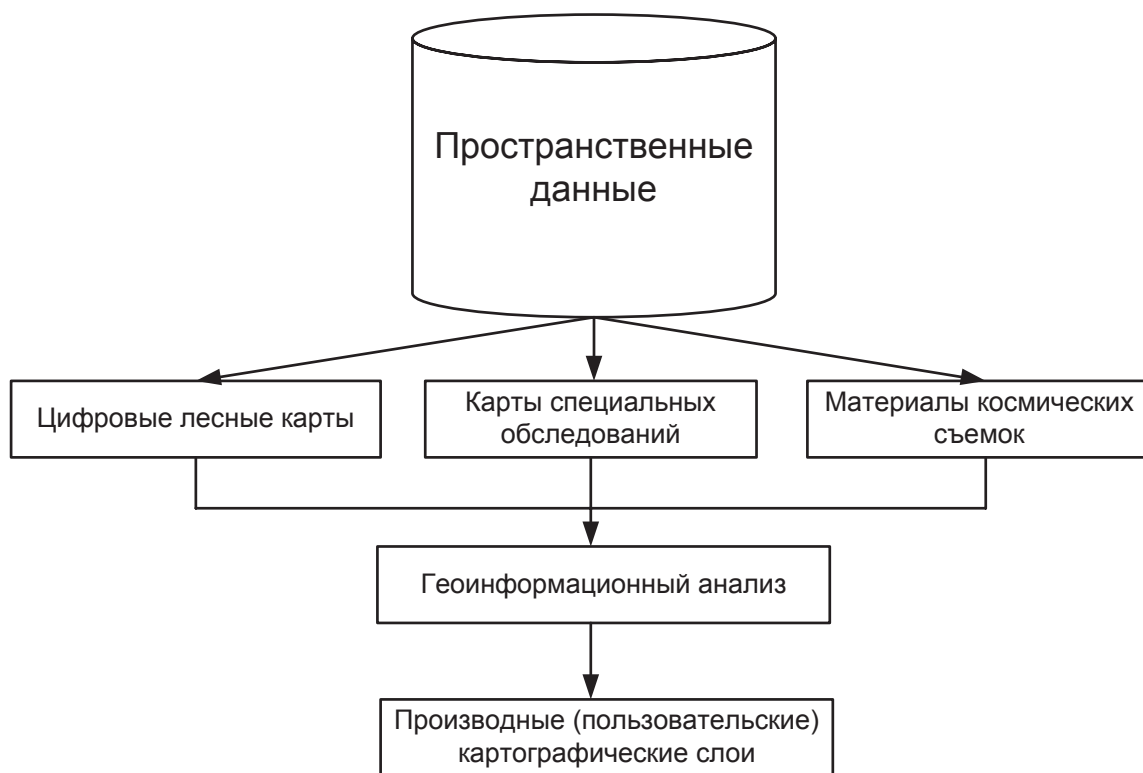 Пространственные
данные
Цифровые лесные карты
Карты специальных
обследований
Материалы космических
съемок
Геоинформационный анализ
Производные (пользовательские)
картографические слои